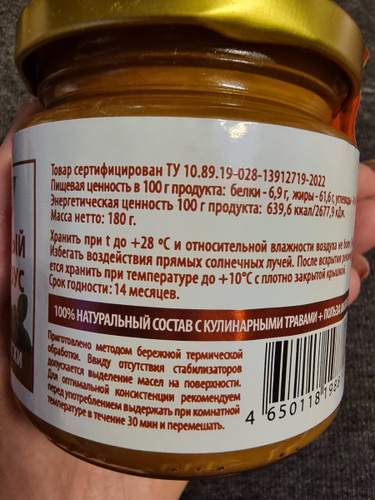 Товар сертифицирован ТУ 10.89.19-028-13912719-2022
Пищевая ценность в 100 г продукта: белки - 6,9 г, жиры - 61,6 г,
Энергетическая ценность 100 г продукта: 639,6 ккал/2677,9 кДж.
Масса нетто: 180 г.
Хранить при t до +28 °С и относительной влажности воздуха не более
Избегать воздействия прямых солнечных лучей. После вскрытия
ется хранить при температуре до +10°С с плотно закрытой крышкой.
Срок годности: 14 месяцев.
100% НАТУРАЛЬНЫЙ СОСТАВ С КУЛИНАРНЫМИ ТРАВАМИ + ПОЛЬЗА
Приготовлено методом бережной термической
обработки. Ввиду отсутствия стабилизаторов
допускается выделение масел на поверхности.
Для оптимальной консистенции рекомендуем
перед употреблением выдержать при комнатной
температуре в течение 30 мин и перемешать.
ый
ус
ки
4 650118 198